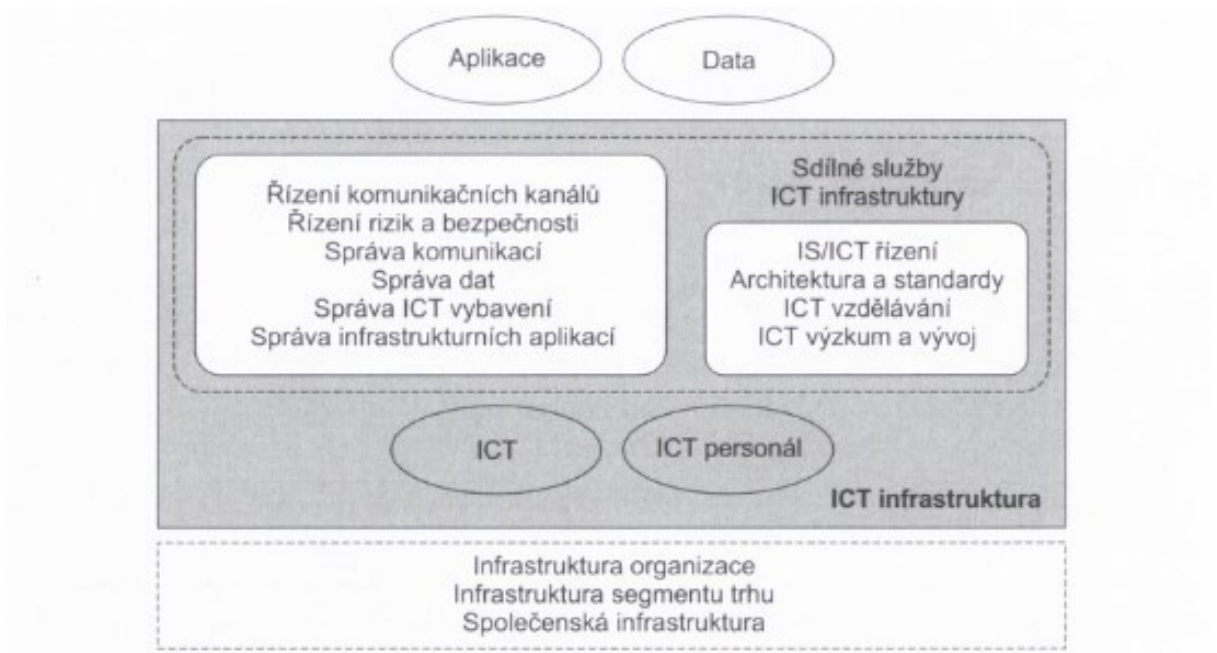 Aplikace
Data
Řízení komunikačních kanálů
Řízení rizik a bezpečnosti
Správa komunikací
Správa dat
Správa ICT vybavení
Správa infrastrukturních aplikací
Sdílné služby
ICT infrastruktury
IS/ICT řízení
Architektura a standardy
ICT vzdělávání
ICT výzkum a vývoj
ICT
ICT personál
ICT infrastruktura
Infrastruktura organizace
Infrastruktura segmentu trhu
Společenská infrastruktura